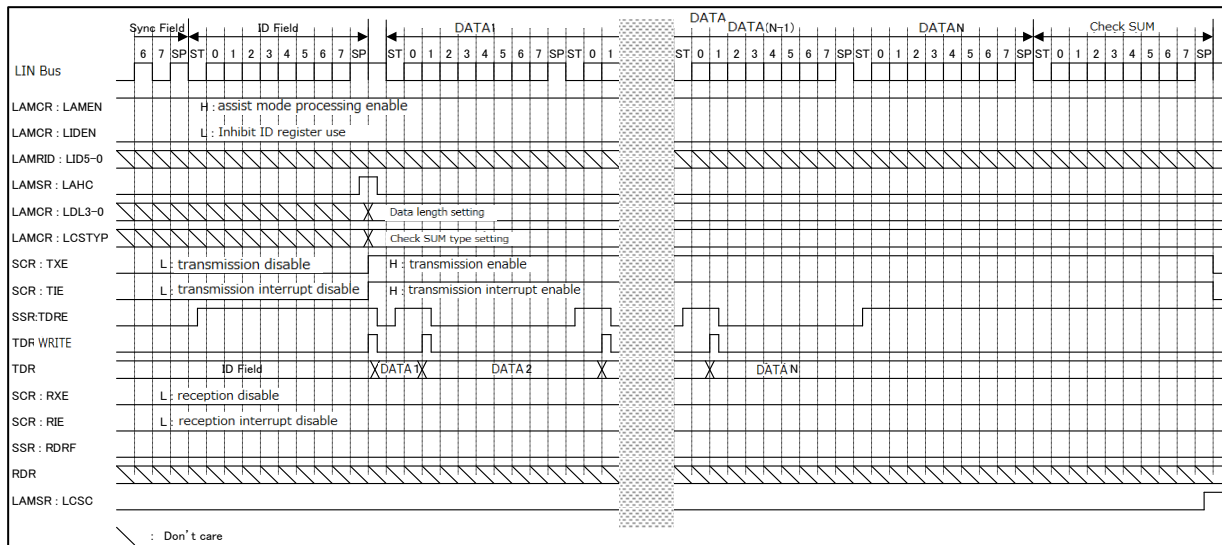 DATA
Sync Field ID Field DATA1 DATA(N-1) DATAN Check SUM
6 7 SP ST 0 1 2 3 4 5 6 7 SP ST 0 1 2 3 4 5 6 7 SP ST 0 1 ST 0 1 2 3 4 5 6 7 SP ST 0 1 2 3 4 5 6 7 SP ST 0 1 2 3 4 5 6 7 SP
LIN Bus
LAMCR : LAMEN H : assist mode processing enable
LAMCR : LIDEN L : Inhibit ID register use
LAMRID : LID5-0
LAMSR : LAHC
LAMCR : LDL3-0 Data length setting
LAMCR : LCSTYP Check SUM type setting
SCR : TXE L : transmission disable H : transmission enable
SCR : TIE L : transmission interrupt disable H : transmission interrupt enable
SSR:TDRE
TDR WRITE
TDR ID Field DATA 1 DATA 2 DATA N
SCR : RXE L : reception disable
SCR : RIE L : reception interrupt disable
SSR : RDRF
RDR
LAMSR : LCSC
: Don't care